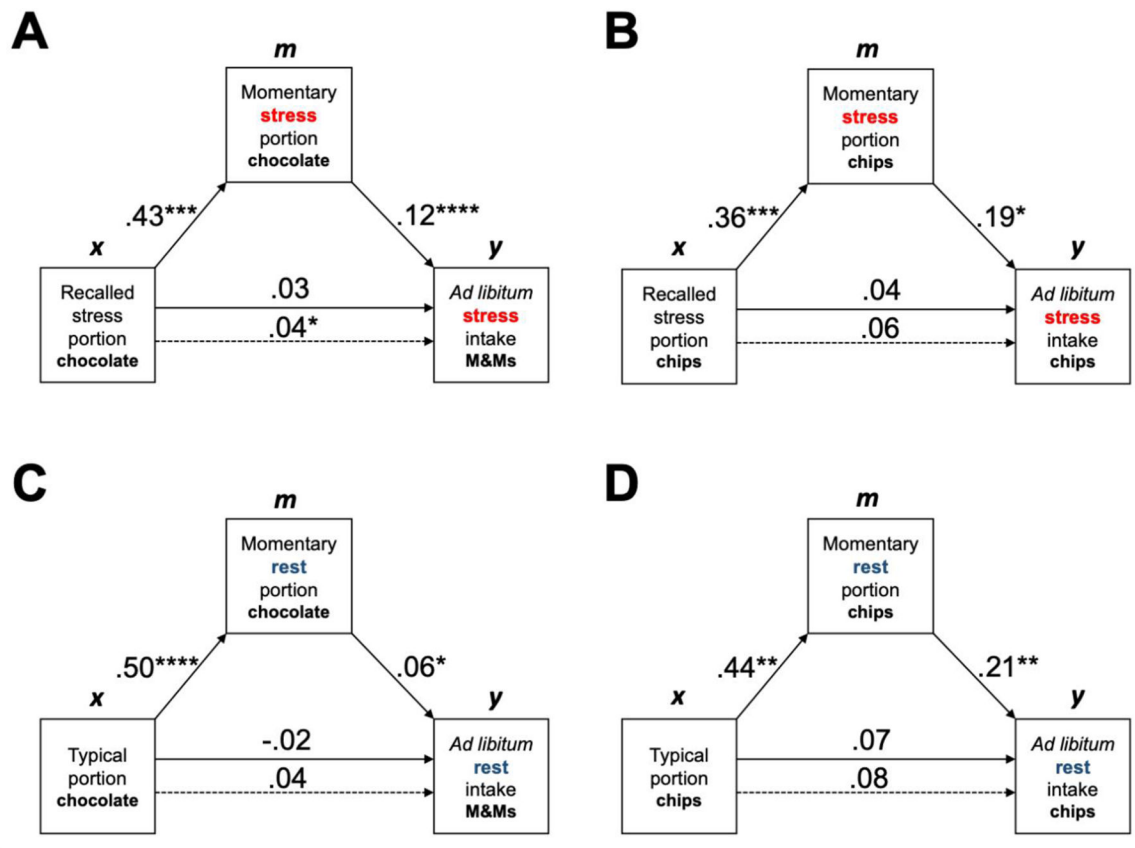 A
m
Momentary
stress
portion
chocolate
.43***
.12****
x
y
Recalled
stress
portion
chocolate
.03
.04*
Ad libitum
stress
intake
M&Ms
B
m
Momentary
stress
portion
chips
.36***
.19*
x
y
Recalled
stress
portion
chips
.04
.06
Ad libitum
stress
intake
chips
C
m
Momentary
rest
portion
chocolate
.50****
.06*
x
y
Typical
portion
chocolate
-.02
.04
Ad libitum
rest
intake
M&Ms
D
m
Momentary
rest
portion
chips
.44**
.21**
x
y
Typical
portion
chips
.07
.08
Ad libitum
rest
intake
chips